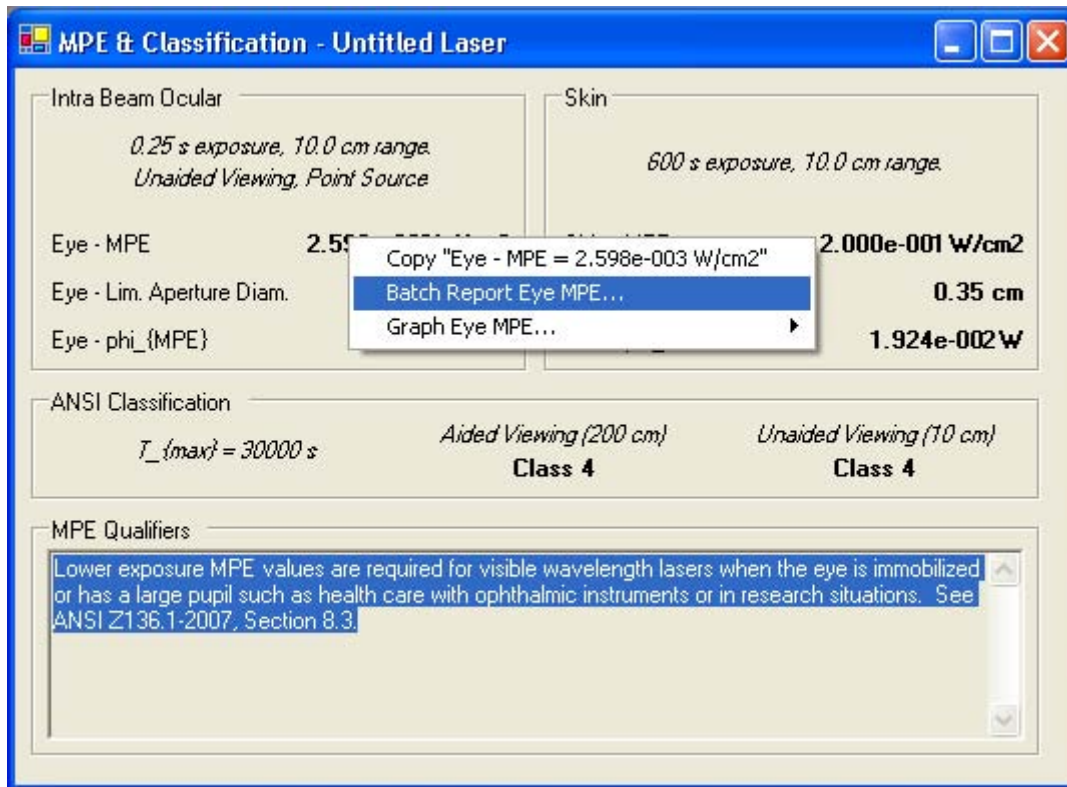 MPE & Classification - Untitled Laser
Intra Beam Ocular
0.25 s exposure, 10.0 cm range.
Unaided Viewing, Point Source
Eye - MPE
Eye - Lim. Aperture Diam.
Eye - phi_{MPE}
Copy "Eye - MPE = 2.598e-003 W/cm2"
Batch Report Eye MPE...
Graph Eye MPE...
Skin
600 s exposure, 10.0 cm range.
2.000e-001 W/cm2
0.35 cm
1.924e-002 W
ANSI Classification
T_{max} = 30000 s
Aided Viewing (200 cm)
Class 4
Unaided Viewing (10 cm)
Class 4
MPE Qualifiers
Lower exposure MPE values are required for visible wavelength lasers when the eye is immobilized
or has a large pupil such as health care with ophthalmic instruments or in research situations. See
ANSI Z136.1-2007, Section 8.3.